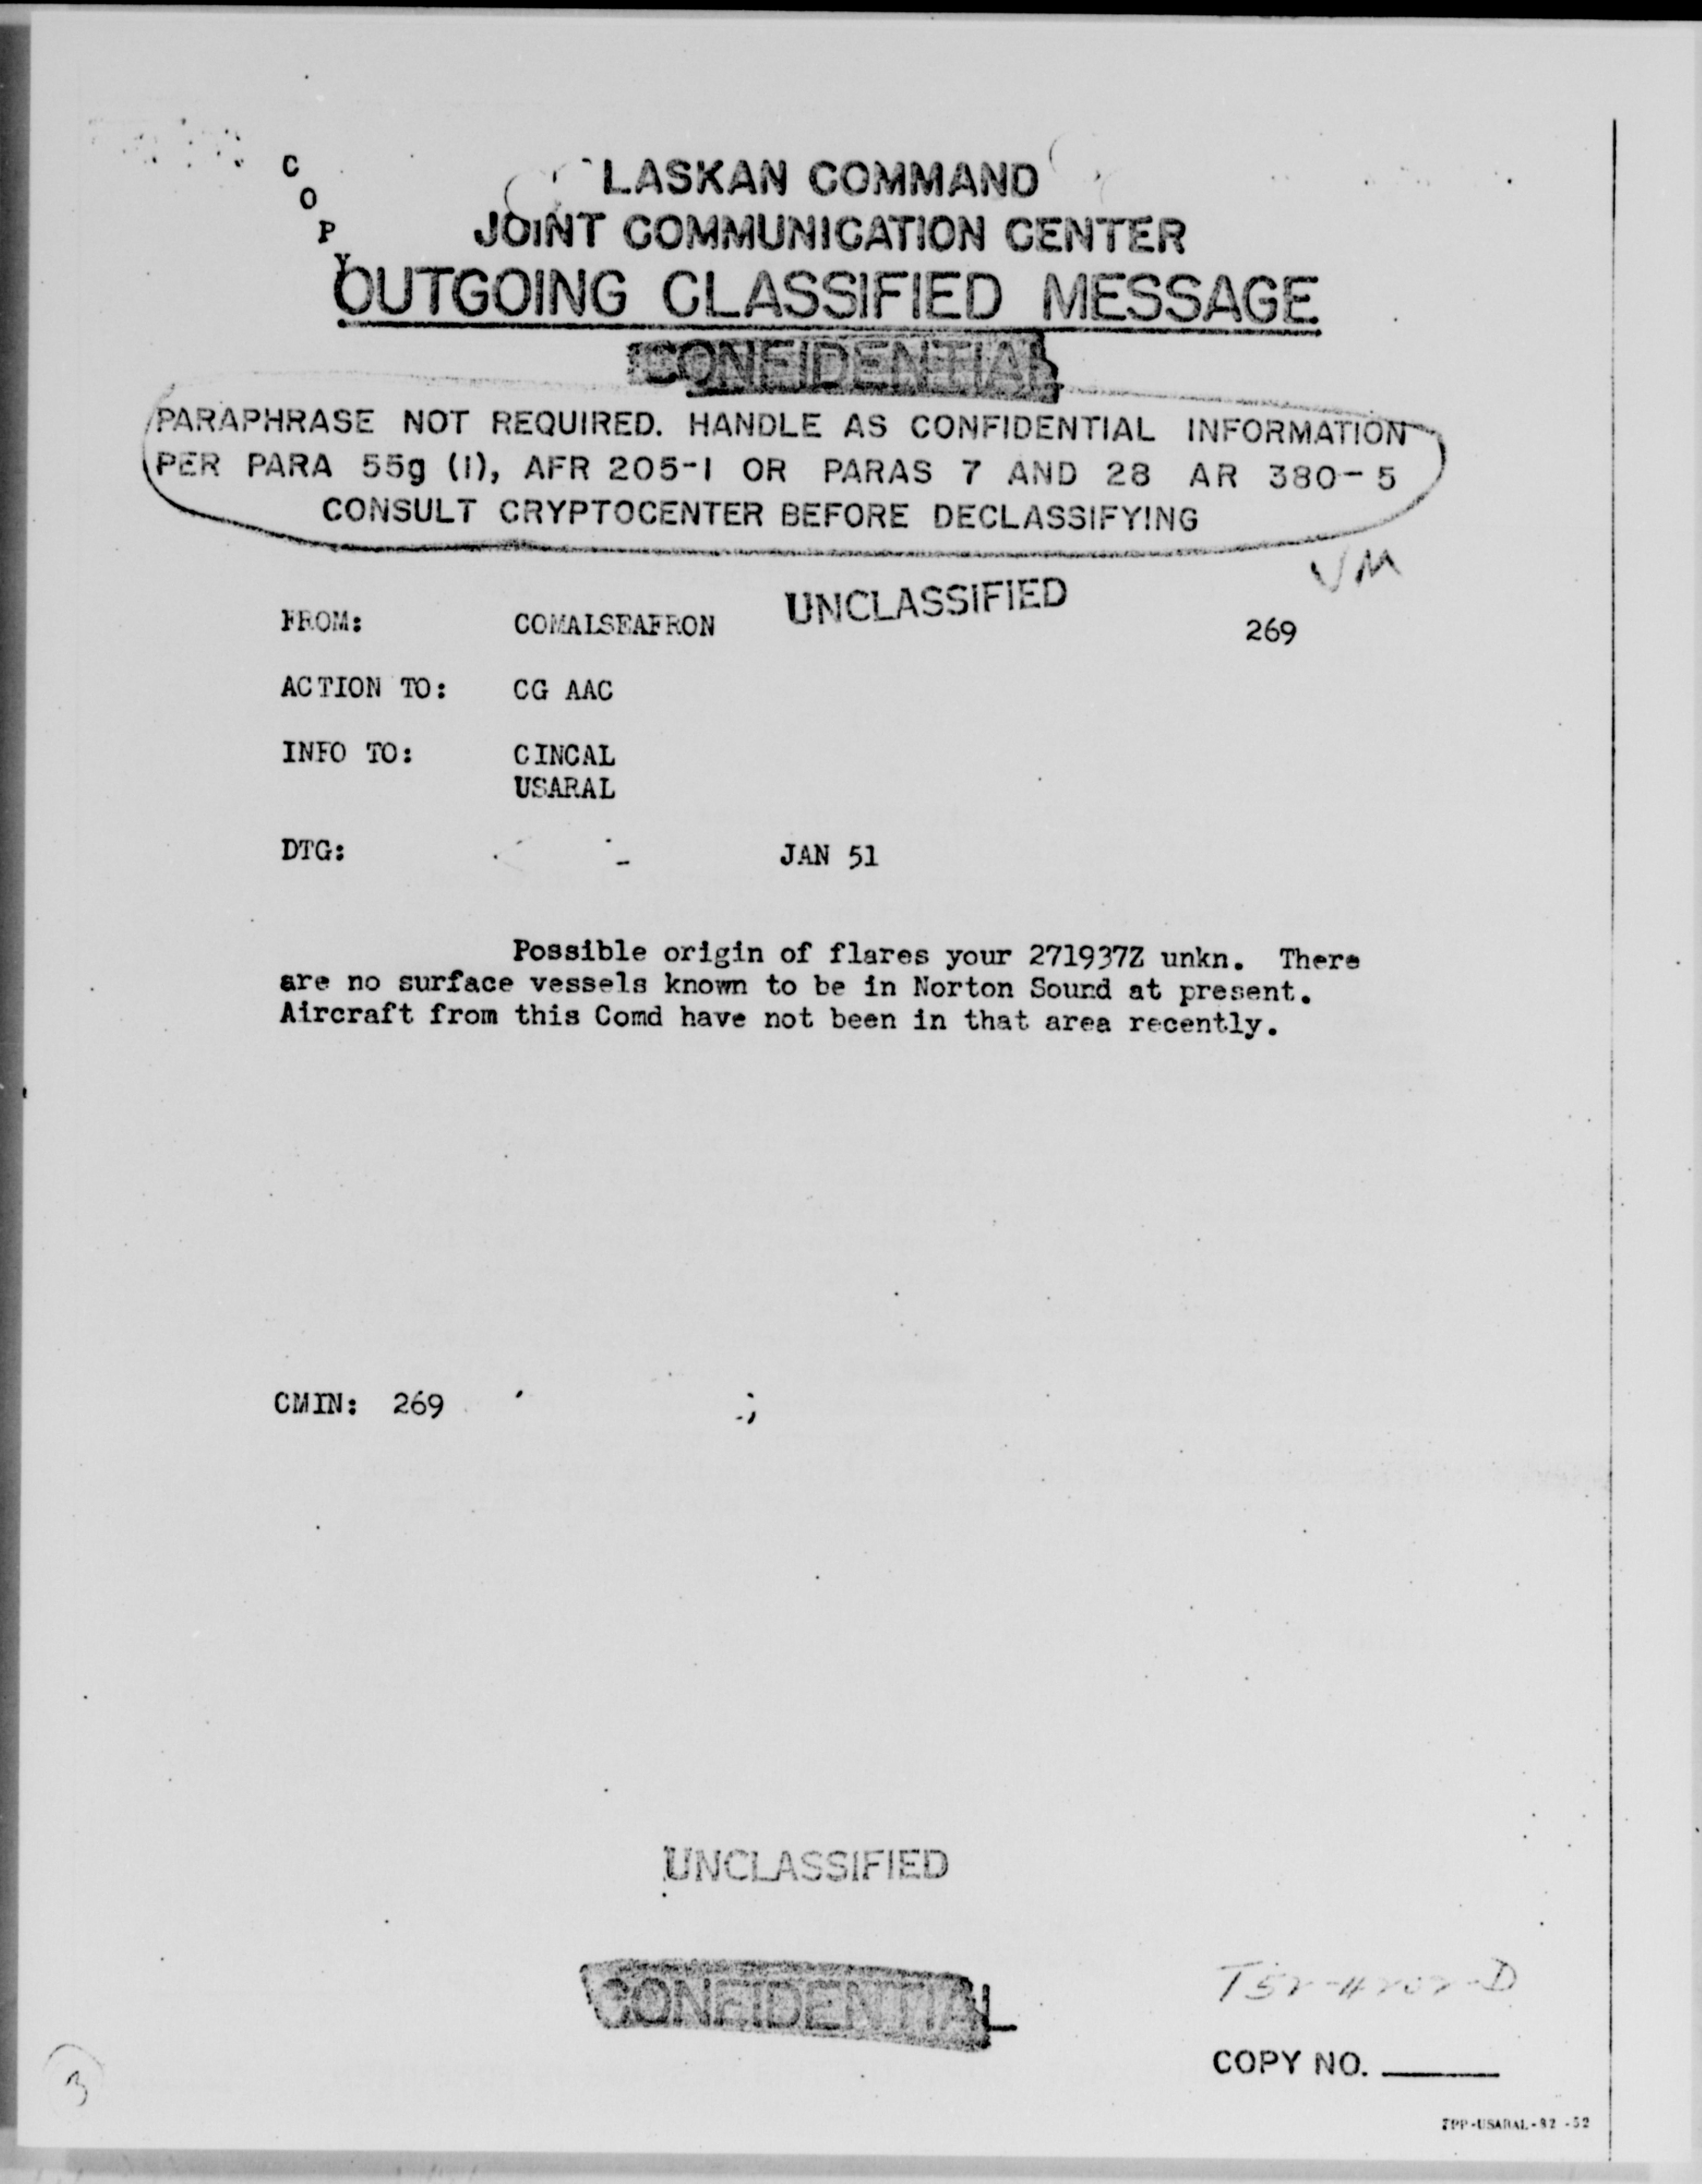 C
O
P
Y
LASKAN COMMAND
JOINT COMMUNICATION CENTER
OUTGOING CLASSIFIED MESSAGE
CONFIDENTIAL
PARAPHRASE NOT REQUIRED. HANDLE AS CONFIDENTIAL INFORMATION
PER PARA 55g (1), AFR 205-1 OR PARAS 7 AND 28 AR 380-5
CONSULT CRYPTOCENTER BEFORE DECLASSIFYING
FROM: COMALSEAFRON UNCLASSIFIED 269
ACTION TO: CG AAC
INFO TO: CINCAL
USARAL
DTG: JAN 51
Possible origin of flares your 271937Z unkn. There
are no surface vessels known to be in Norton Sound at present.
Aircraft from this Comd have not been in that area recently.
CMIN: 269
UNCLASSIFIED
CONFIDENTIAL
COPY NO.
3